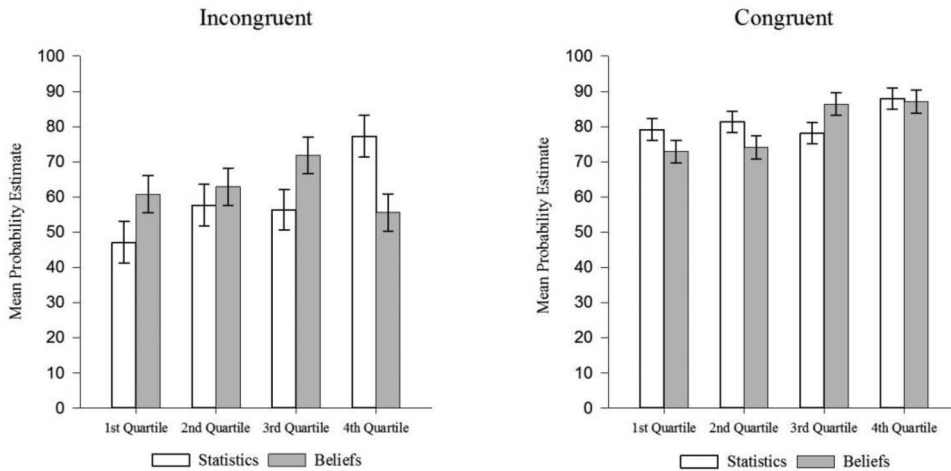 Incongruent
Mean Probability Estimate
100
90
80
70
60
50
40
30
20
10
0
1st Quartile 2nd Quartile 3rd Quartile 4th Quartile
Statistics Beliefs
Congruent
Mean Probability Estimate
100
90
80
70
60
50
40
30
20
10
0
1st Quartile 2nd Quartile 3rd Quartile 4th Quartile
Statistics Beliefs